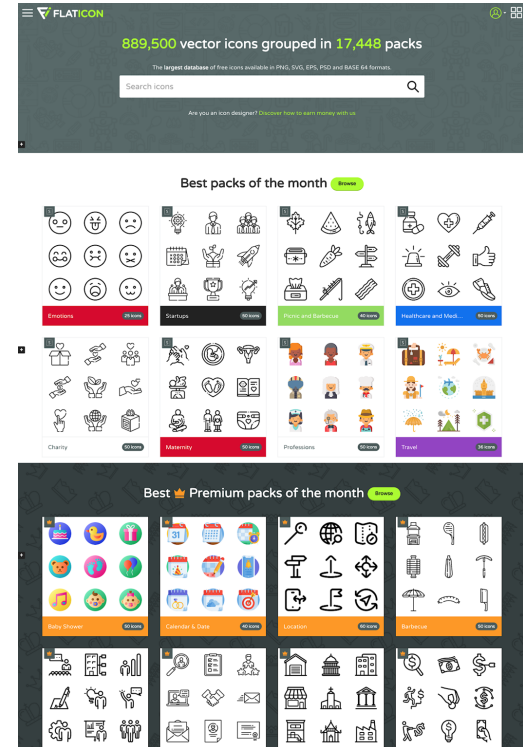 FLATICON
889,500 vector icons grouped in 17,448 packs
The largest database of free icons available in PNG, SVG, EPS, PSD and BASE 64 formats.
Search icons
Are you an icon designer? Discover how to earn money with us
Best packs of the month Browse
Emotions 25 icons
Startups 50 icons
Picnic and Barbecue 40 icons
Healthcare and Medi... 50 icons
Charity 50 icons
Maternity 50 icons
Professions 50 icons
Travel 36 icons
Best Premium packs of the month Browse
31
Baby Shower 50 icons
Calendar & Date 40 icons
Location 60 icons
Barbecue 50 icons